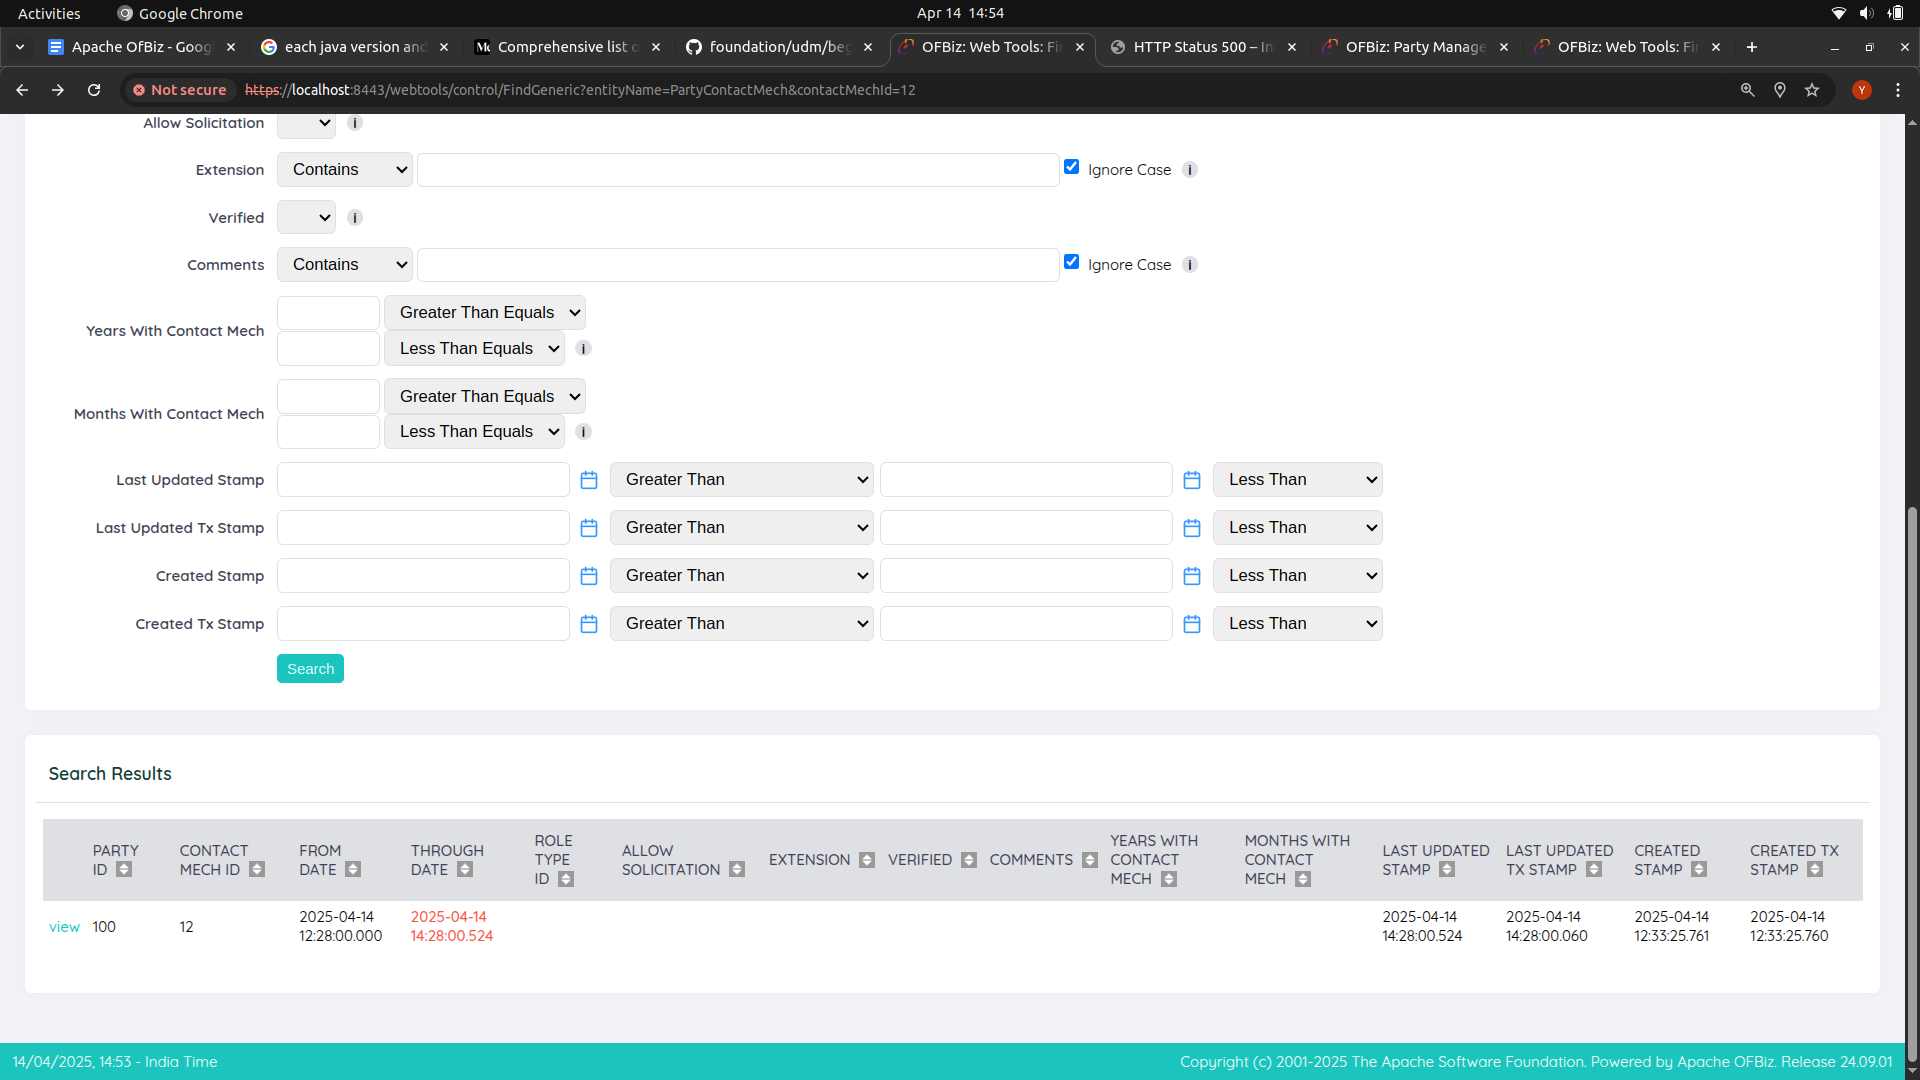 Activities Google Chrome Apr 14 14:54
Apache OfBiz - Goog each java version and Comprehensive list o foundation/udm/beg OFBiz: Web Tools: Fi HTTP Status 500 – In OFBiz: Party Manage OFBiz: Web Tools: Fi
Not secure https://localhost:8443/webtools/control/FindGeneric?entityName=PartyContactMech&contactMechId=12 Y
Allow Solicitation
Extension Contains Ignore Case
Verified
Comments Contains Ignore Case
Years With Contact Mech Greater Than Equals
Less Than Equals
Months With Contact Mech Greater Than Equals
Less Than Equals
Last Updated Stamp Greater Than Less Than
Last Updated Tx Stamp Greater Than Less Than
Created Stamp Greater Than Less Than
Created Tx Stamp Greater Than Less Than
Search
Search Results
PARTY ID CONTACT MECH ID FROM DATE THROUGH DATE ROLE TYPE ID ALLOW SOLICITATION EXTENSION VERIFIED COMMENTS YEARS WITH CONTACT MECH MONTHS WITH CONTACT MECH LAST UPDATED STAMP LAST UPDATED TX STAMP CREATED STAMP CREATED TX STAMP
view 100 12 2025-04-14 12:28:00.000 2025-04-14 14:28:00.524 2025-04-14 14:28:00.524 2025-04-14 14:28:00.060 2025-04-14 12:33:25.761 2025-04-14 12:33:25.760
14/04/2025, 14:53 - India Time Copyright (c) 2001-2025 The Apache Software Foundation. Powered by Apache OFBiz. Release 24.09.01